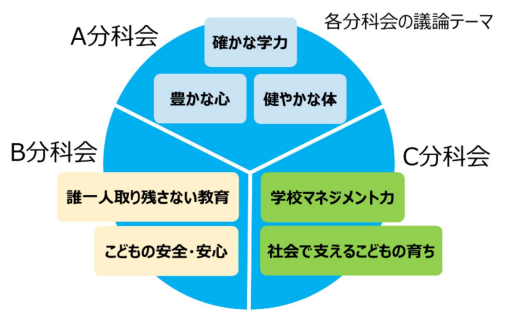 各分科会の議論テーマ
A分科会
確かな学力
豊かな心
健やかな体
B分科会
誰一人取り残さない教育
こどもの安全・安心
C分科会
学校マネジメント力
社会で支えるこどもの育ち